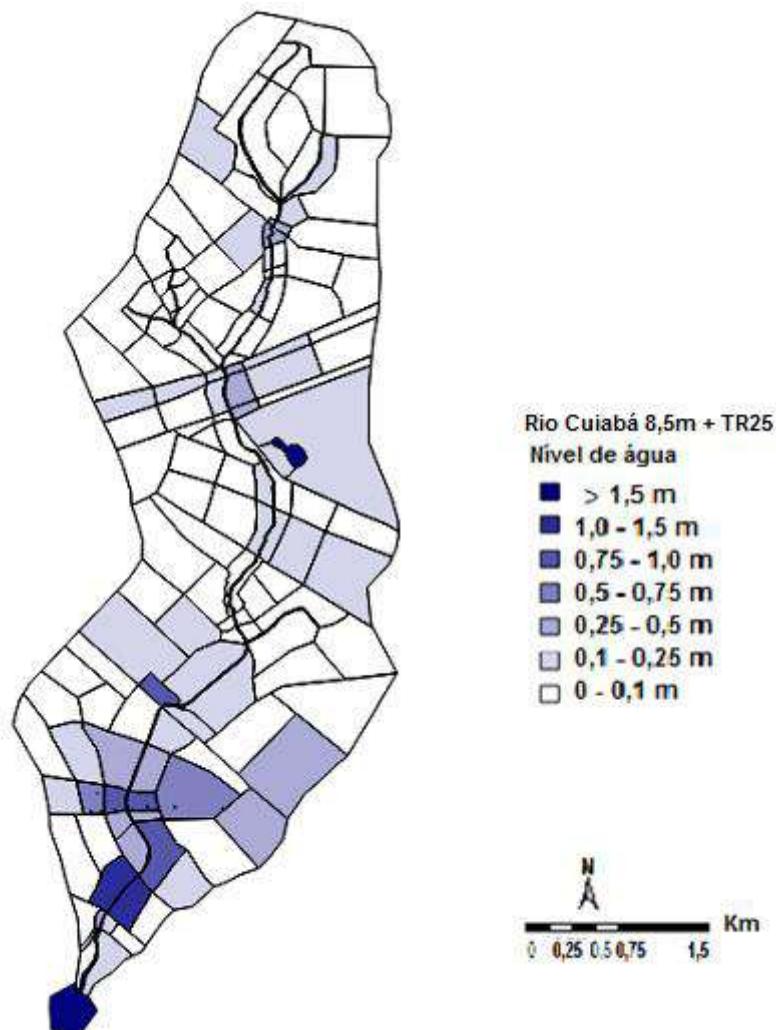 Rio Cuiabá 8,5m + TR25
Nível de água
> 1,5 m
1,0 - 1,5 m
0,75 - 1,0 m
0,5 - 0,75 m
0,25 - 0,5 m
0,1 - 0,25 m
0 - 0,1 m
N
Km
0 0,25 0.5 0,75 1,5